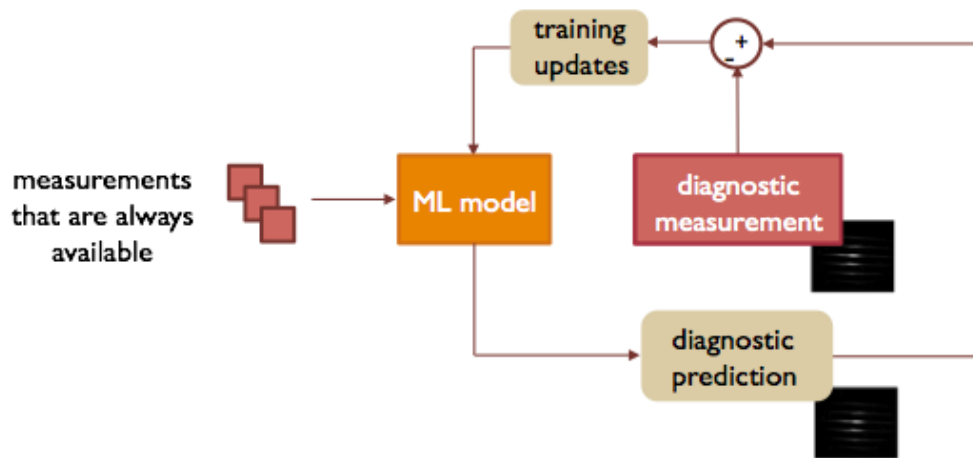 training
updates
+
-
measurements
that are always
available
ML model
diagnostic
measurement
diagnostic
prediction